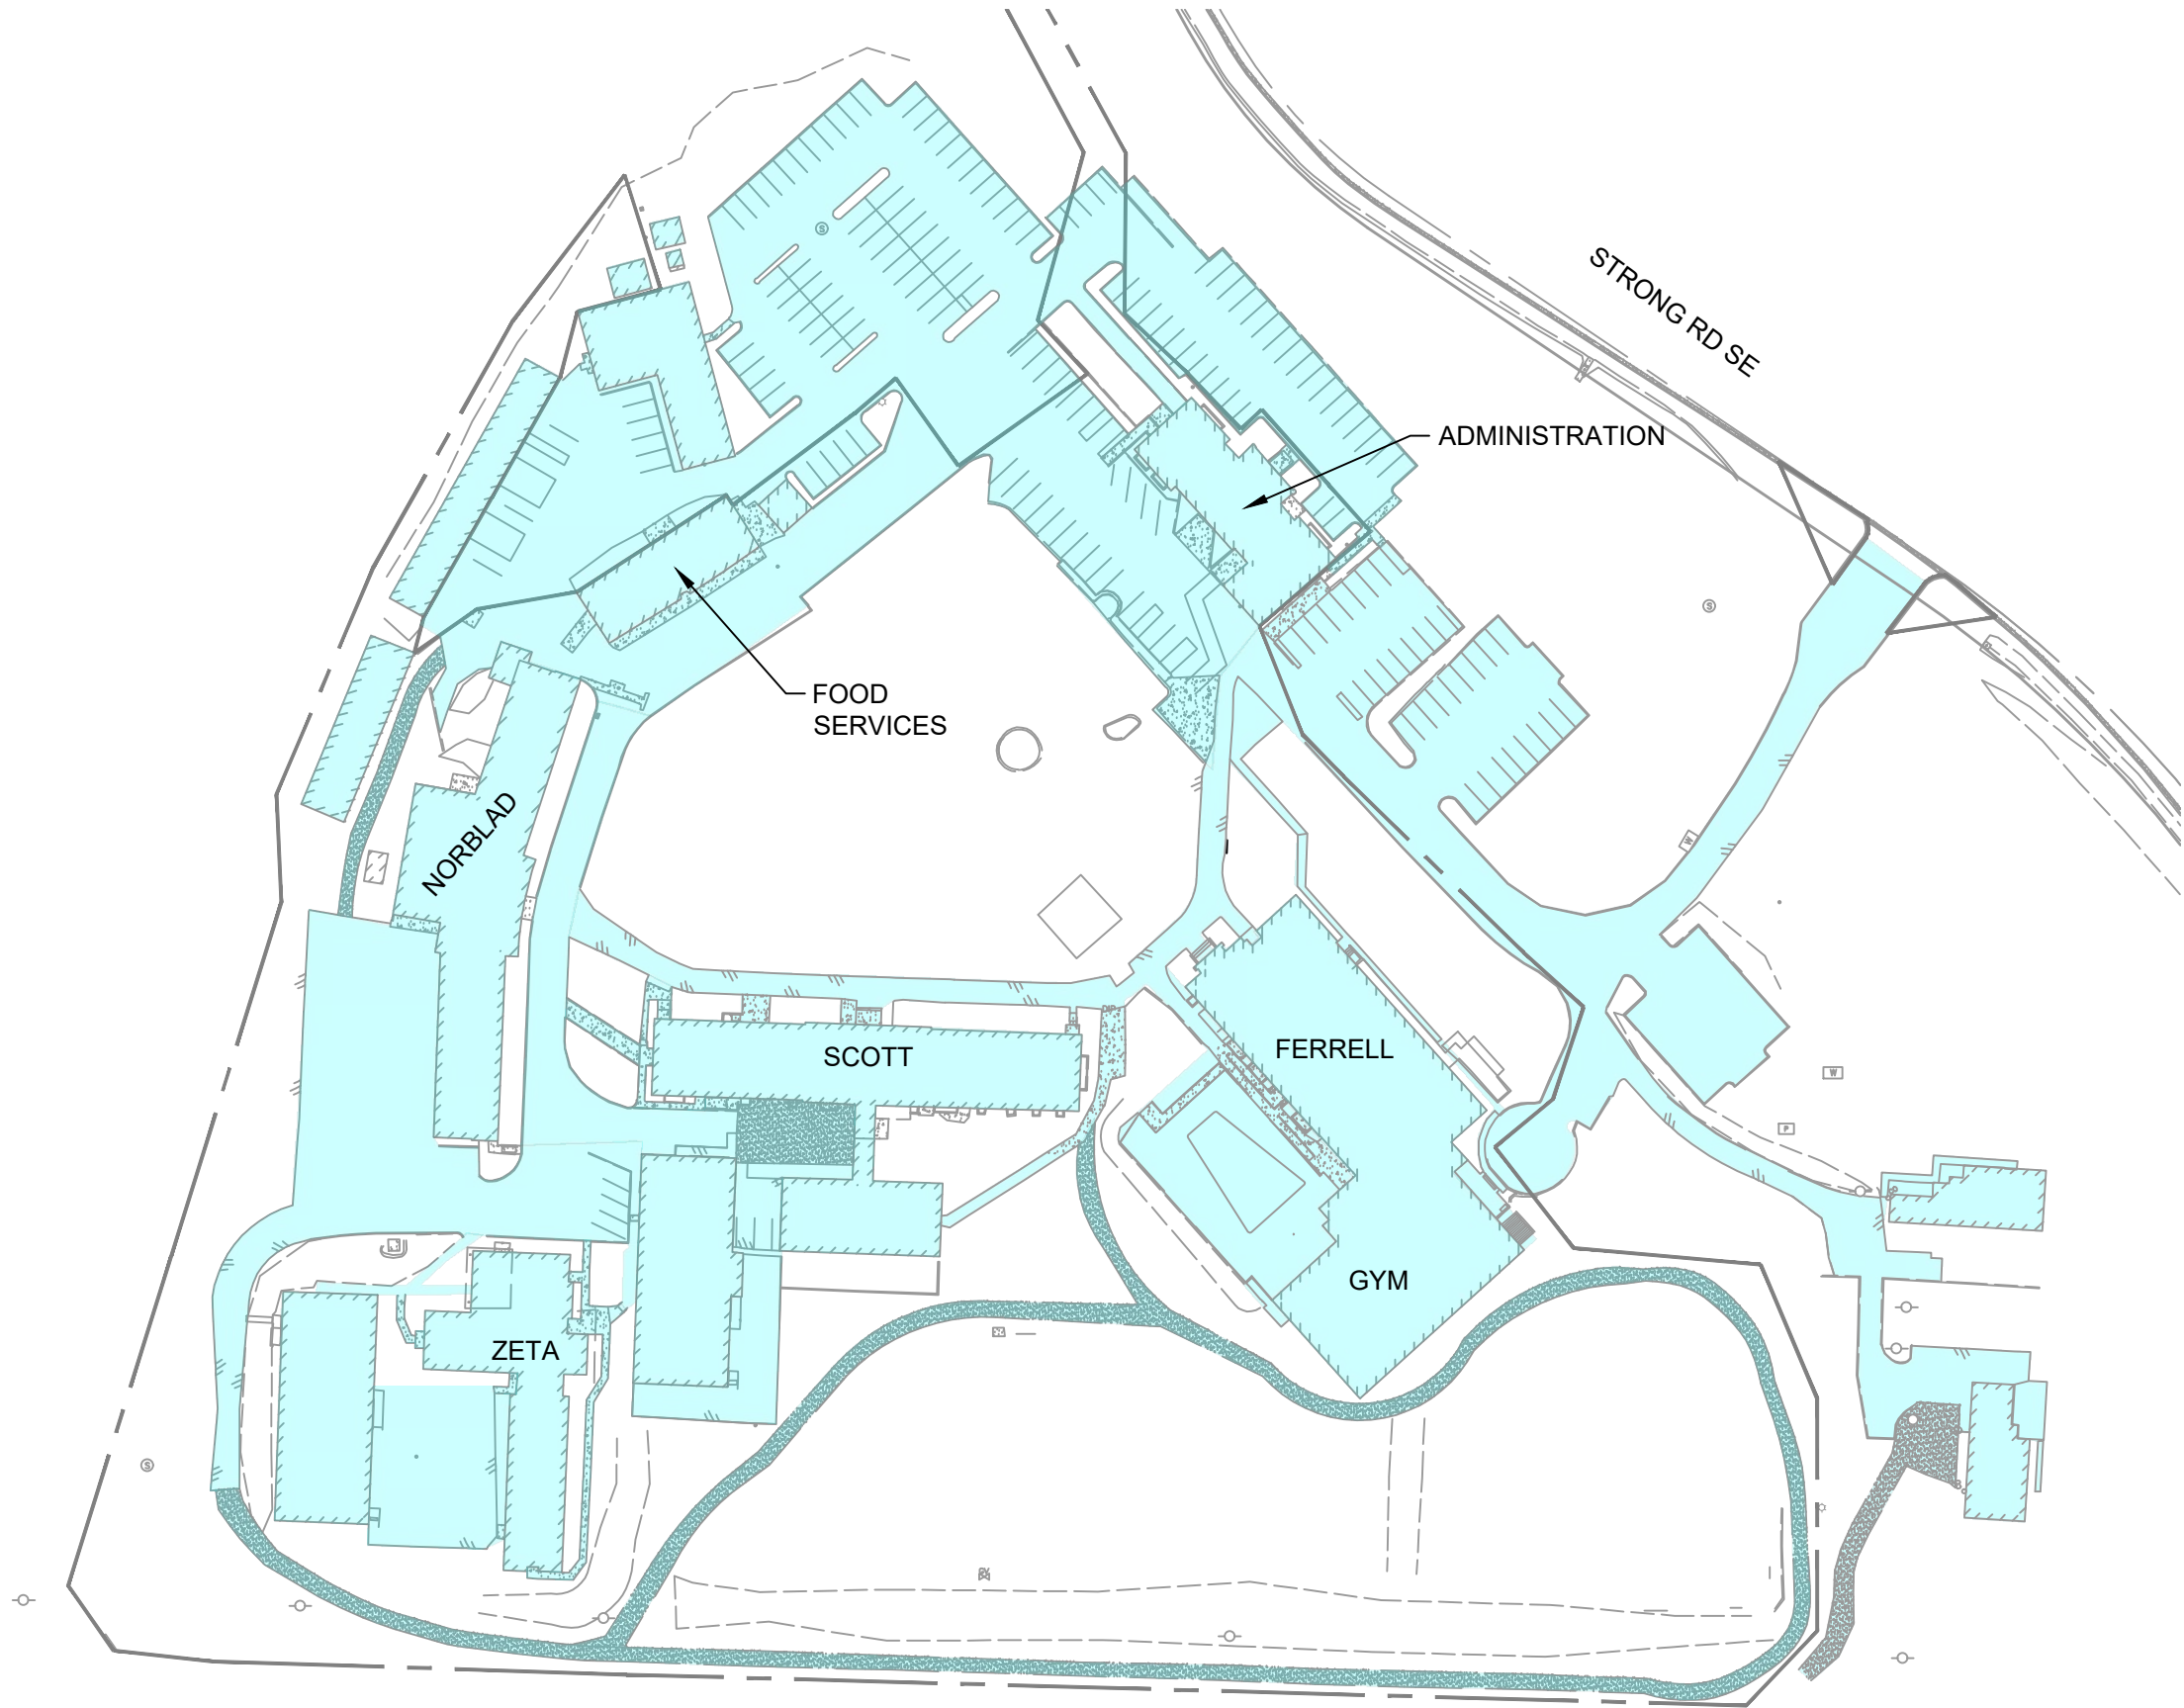 STRONG RD SE
ADMINISTRATION
FOOD
SERVICES
NORBLAD
SCOTT
FERRELL
GYM
ZETA
S
S
S
W
W
P